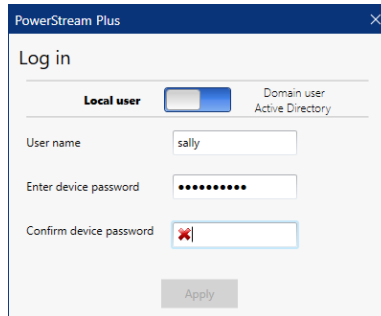 PowerStream Plus
Log in
Local user
Domain user
Active Directory
User name
sally
Enter device password
••••••••••
Confirm device password
Apply